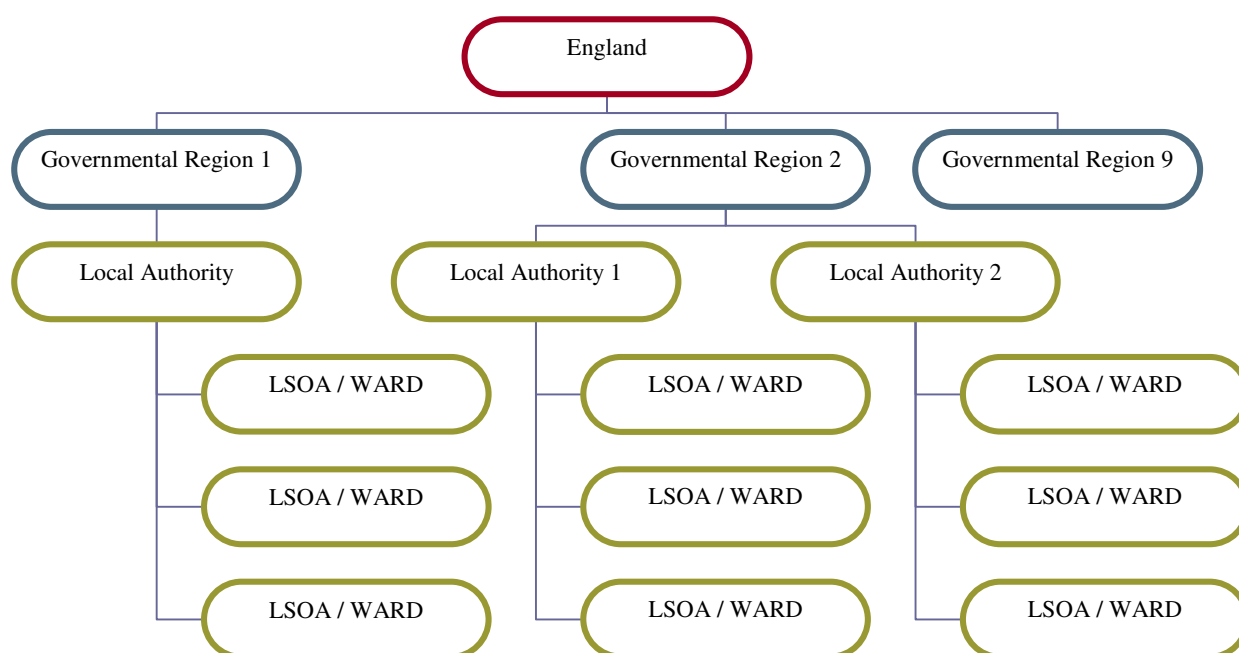 England
Governmental Region 1
Governmental Region 2
Governmental Region 9
Local Authority
Local Authority 1
Local Authority 2
LSOA / WARD
LSOA / WARD
LSOA / WARD
LSOA / WARD
LSOA / WARD
LSOA / WARD
LSOA / WARD
LSOA / WARD
LSOA / WARD